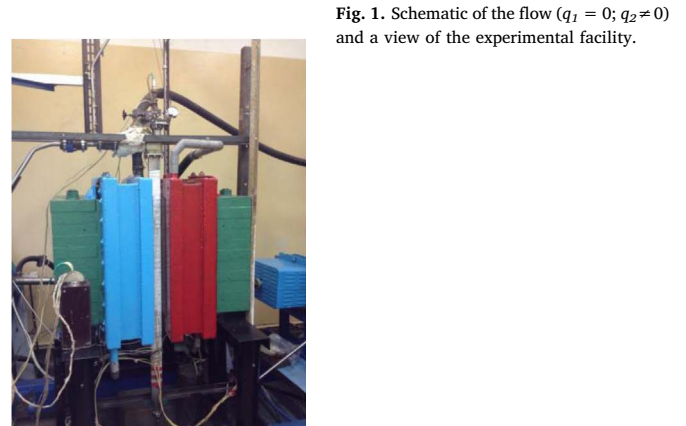 Fig. 1. Schematic of the flow (q₁ = 0; q₂≠0)
and a view of the experimental facility.